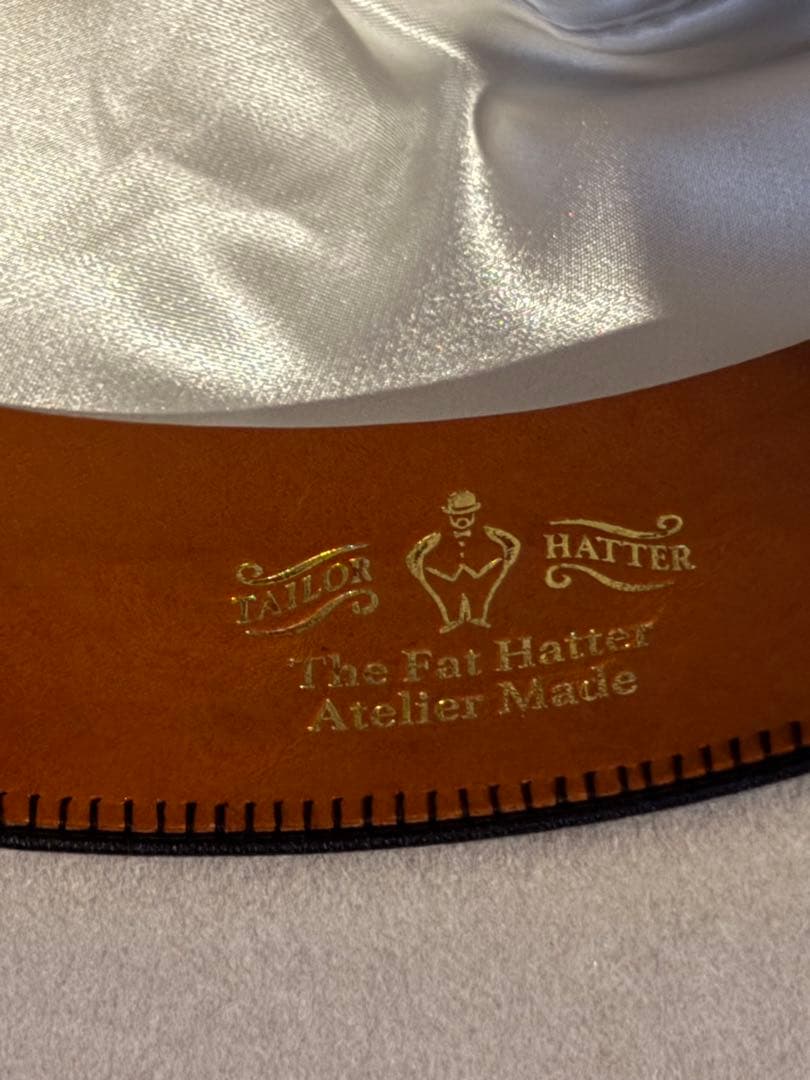 TAILOR HATTER
The Fat Hatter
Atelier Made